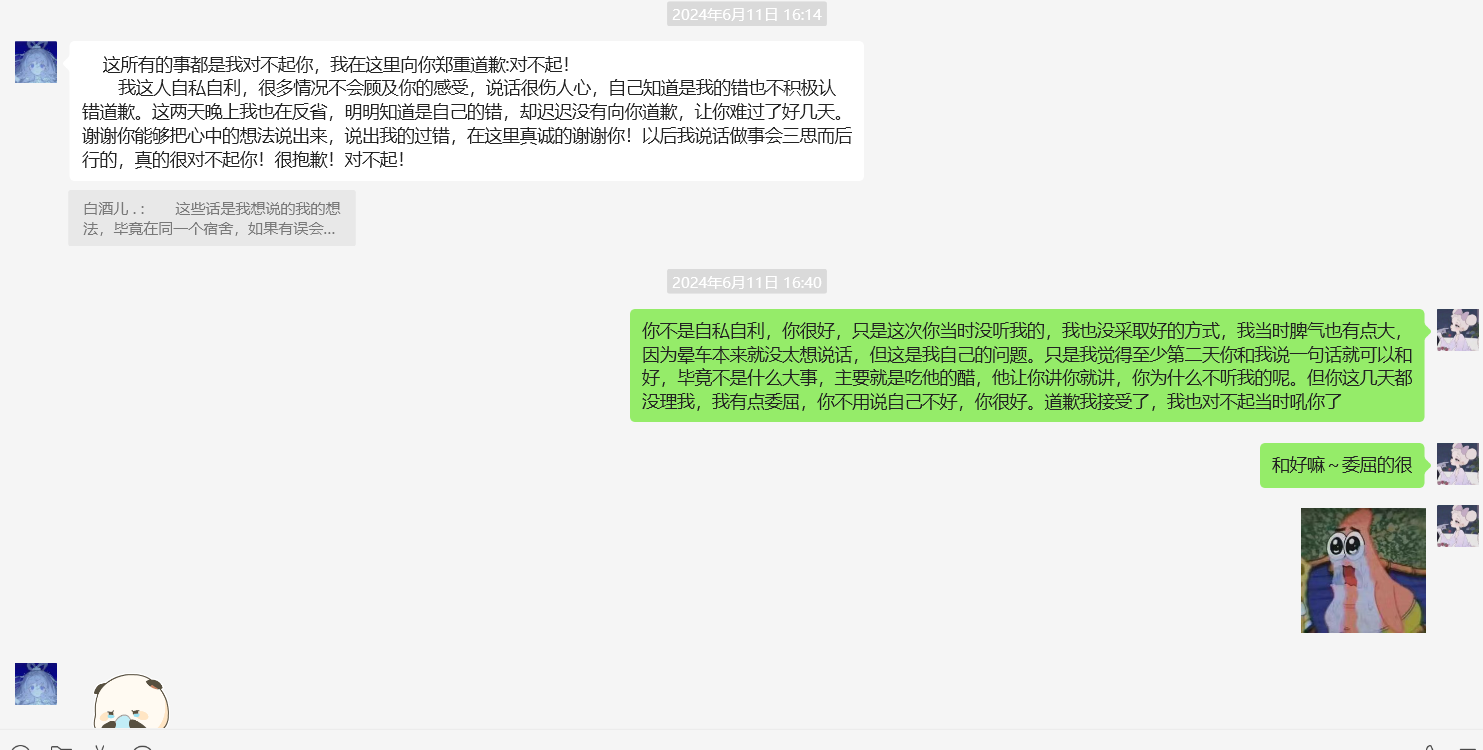 2024年6月11日 16:14
这所有的事都是我对不起你，我在这里向你郑重道歉:对不起！
我这人自私自利，很多情况不会顾及你的感受，说话很伤人心，自己知道是我的错也不积极认
错道歉。这两天晚上我也在反省，明明知道是自己的错，却迟迟没有向你道歉，让你难过了好几天。
谢谢你能够把心中的想法说出来，说出我的过错，在这里真诚的谢谢你！以后我说话做事会三思而后
行的，真的很对不起你！很抱歉！对不起！
白酒儿 . : 这些话是我想说的我的想
法，毕竟在同一个宿舍，如果有误会...
2024年6月11日 16:40
你不是自私自利，你很好，只是这次你当时没听我的，我也没采取好的方式，我当时脾气也有点大，
因为晕车本来就没太想说话，但这是我自己的问题。只是我觉得至少第二天你和我说一句话就可以和
好，毕竟不是什么大事，主要就是吃他的醋，他让你讲你就讲，你为什么不听我的呢。但你这几天都
没理我，我有点委屈，你不用说自己不好，你很好。道歉我接受了，我也对不起当时吼你了
和好嘛～委屈的很